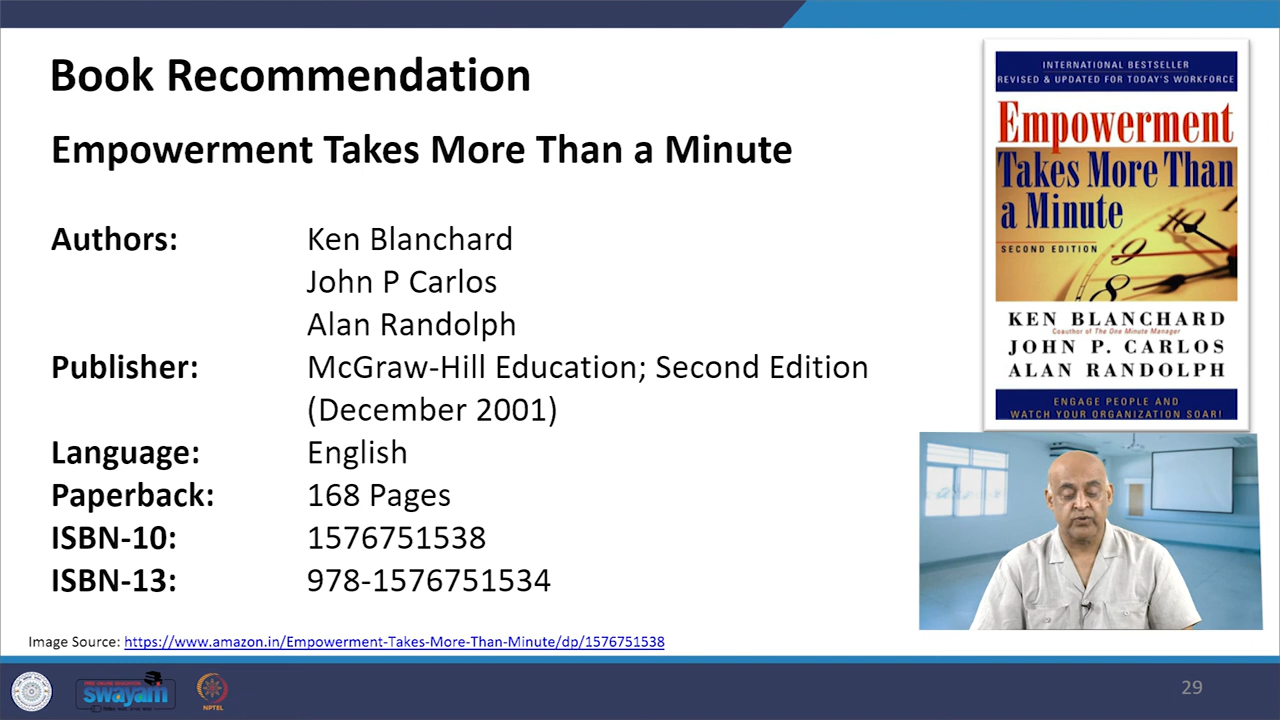 Book Recommendation
Empowerment Takes More Than a Minute
Authors: Ken Blanchard
John P Carlos
Alan Randolph
Publisher: McGraw-Hill Education; Second Edition
(December 2001)
Language: English
Paperback: 168 Pages
ISBN-10: 1576751538
ISBN-13: 978-1576751534
Image Source: https://www.amazon.in/Empowerment-Takes-More-Than-Minute/dp/1576751538
INTERNATIONAL BESTSELLER
REVISED & UPDATED FOR TODAY'S WORKFORCE
Empowerment
Takes More Than
a Minute
SECOND EDITION
9
8
KEN BLANCHARD
Coauthor of The One Minute Manager
JOHN P. CARLOS
ALAN RANDOLPH
ENGAGE PEOPLE AND
WATCH YOUR ORGANIZATION SOAR!
swayam
NPTEL
29